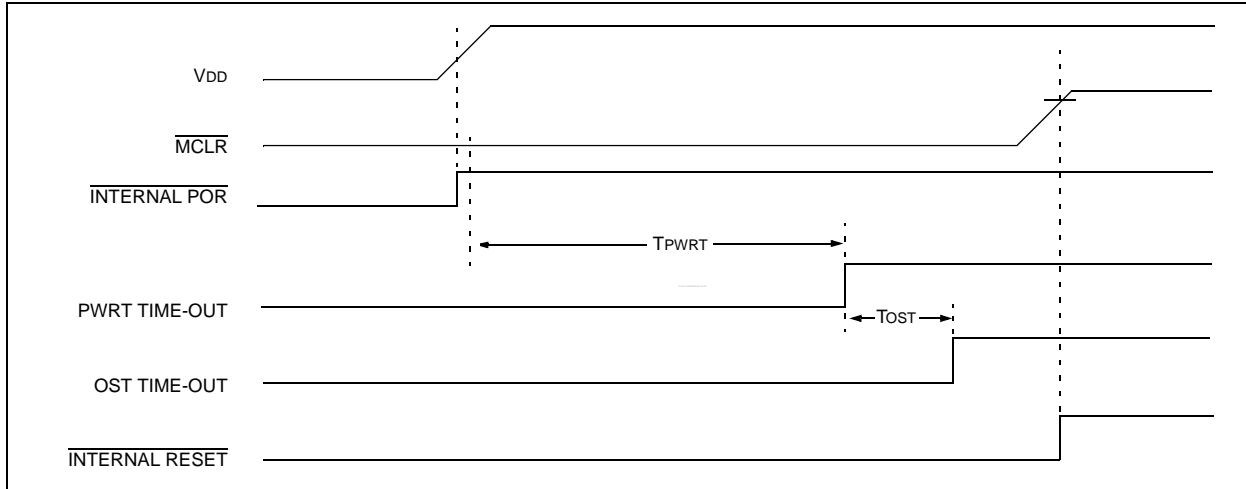 VDD
MCLR
INTERNAL POR
TPWRT
PWRT TIME-OUT
TOST
OST TIME-OUT
INTERNAL RESET